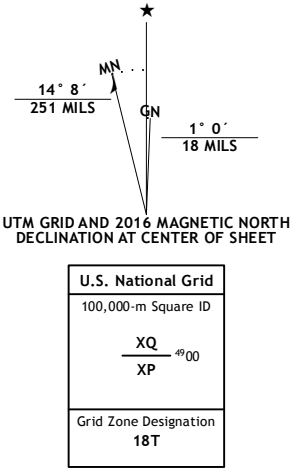 MN
14° 8´
251 MILS
GN
1° 0´
18 MILS
UTM GRID AND 2016 MAGNETIC NORTH
DECLINATION AT CENTER OF SHEET
U.S. National Grid
100,000-m Square ID
XQ
4900
XP
Grid Zone Designation
18T